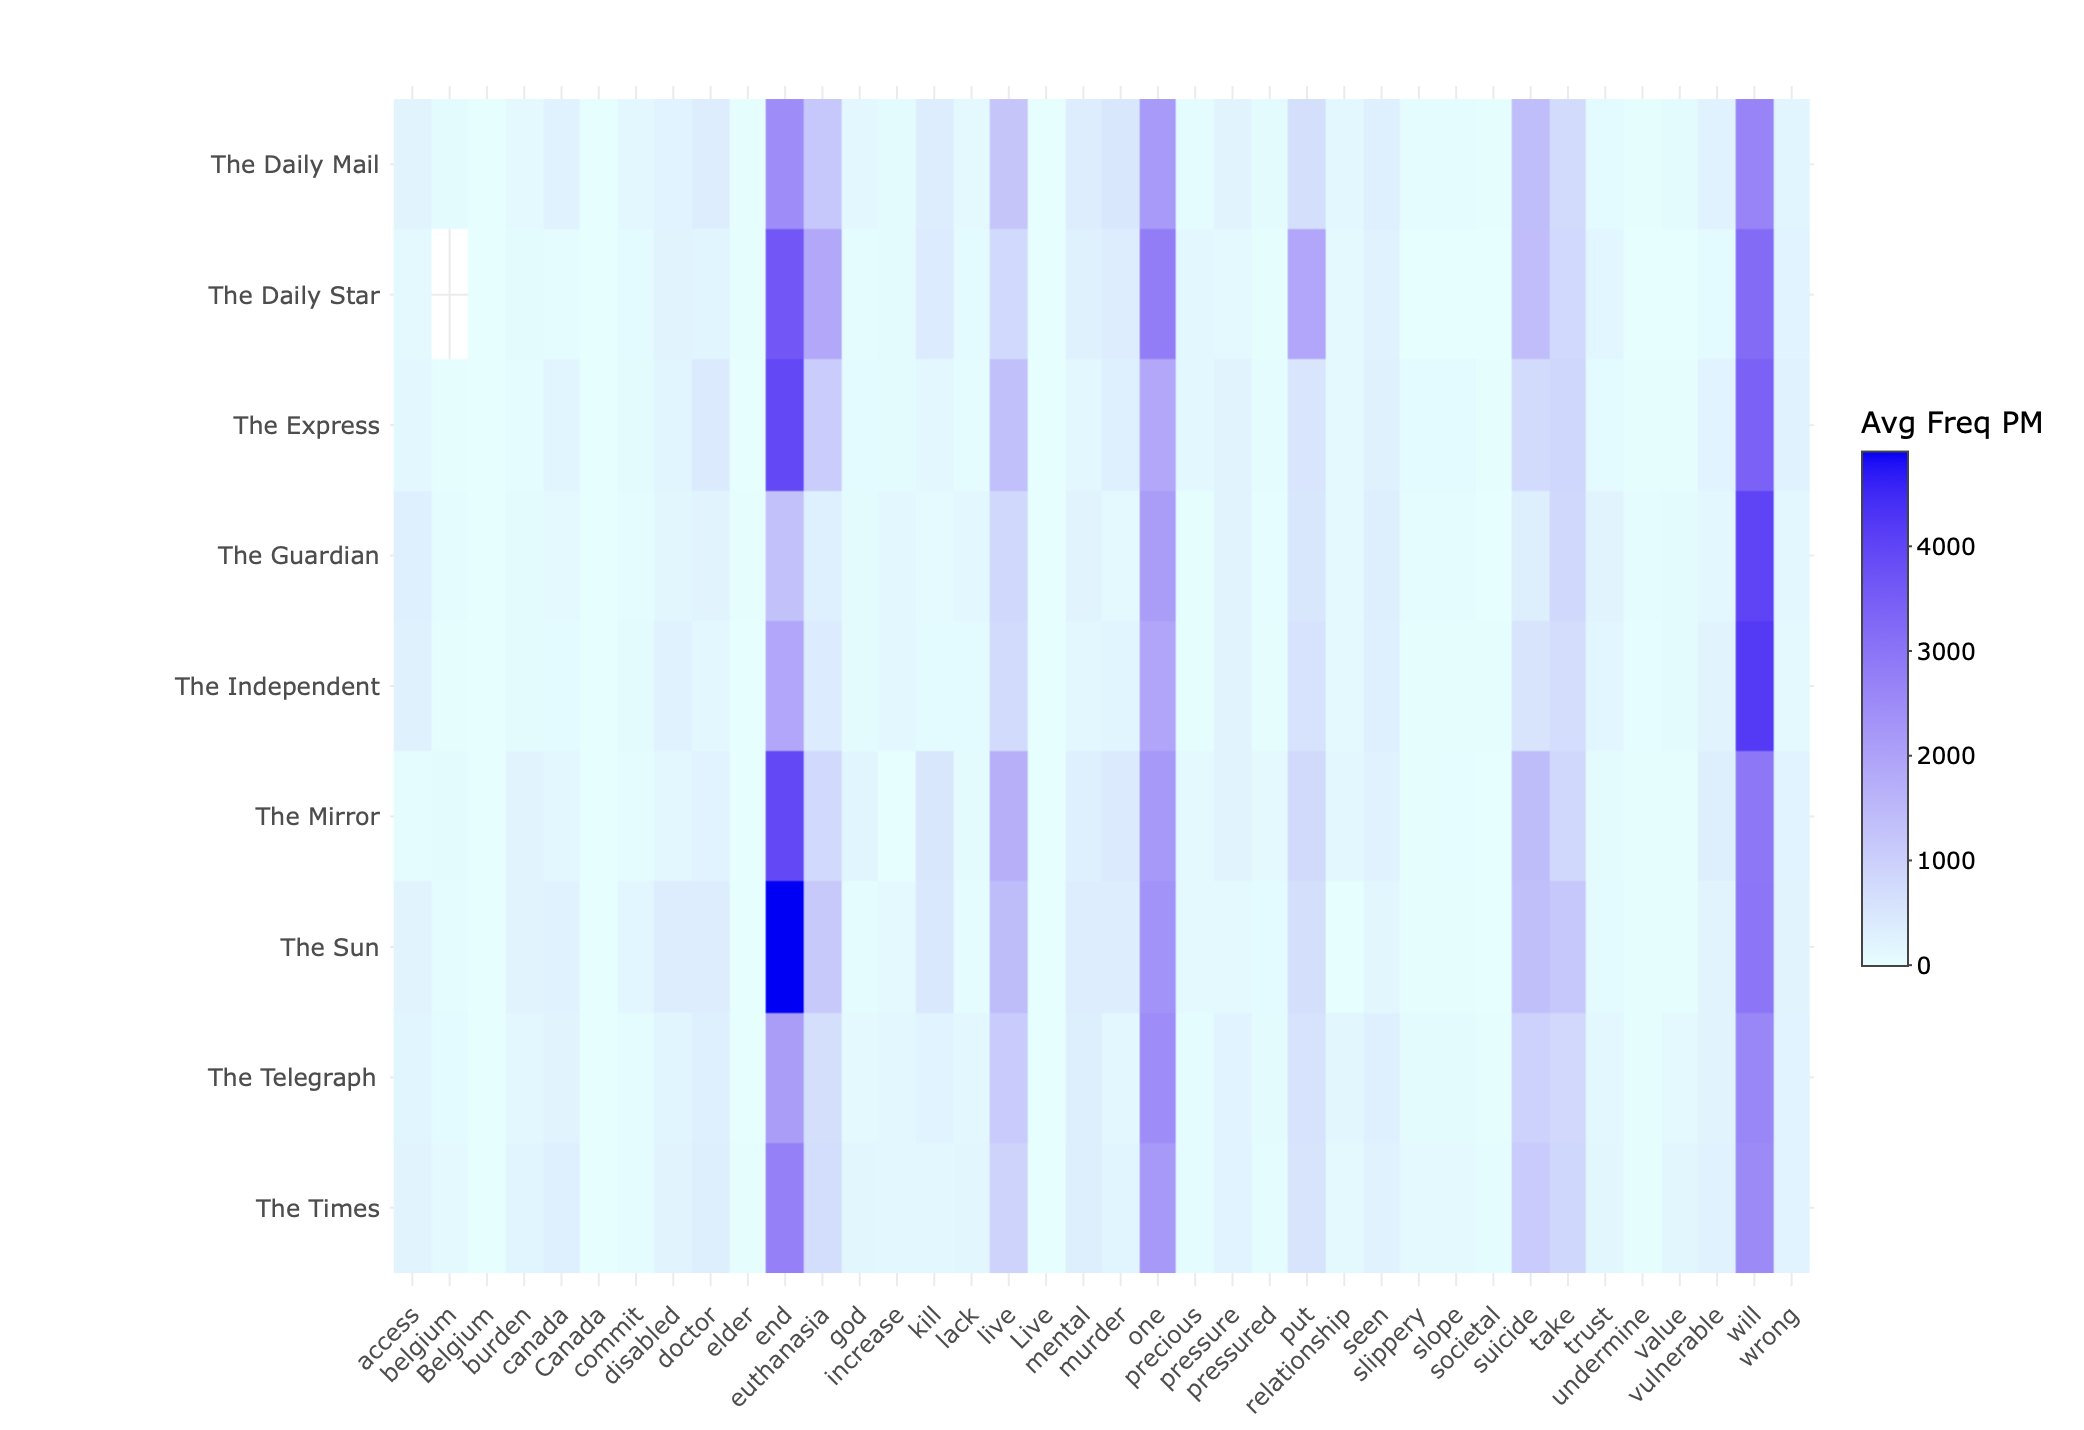 The Daily Mail
The Daily Star
The Express
The Guardian
The Independent
The Mirror
The Sun
The Telegraph
The Times
access
belgium
Belgium
burden
canada
Canada
commit
disabled
doctor
elder
end
euthanasia
god
increase
kill
lack
live
Live
mental
murder
one
precious
pressure
pressured
put
relationship
seen
slippery
slope
societal
suicide
take
trust
undermine
value
vulnerable
will
wrong
Avg Freq PM
4000
3000
2000
1000
0